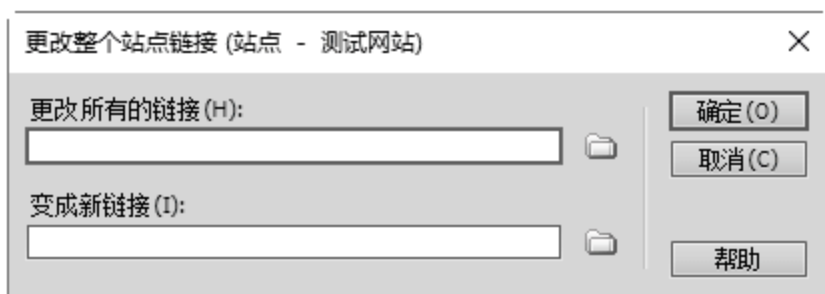 更改整个站点链接 (站点 - 测试网站)
更改所有的链接(H):
确定(O)
取消(C)
变成新链接(I):
帮助